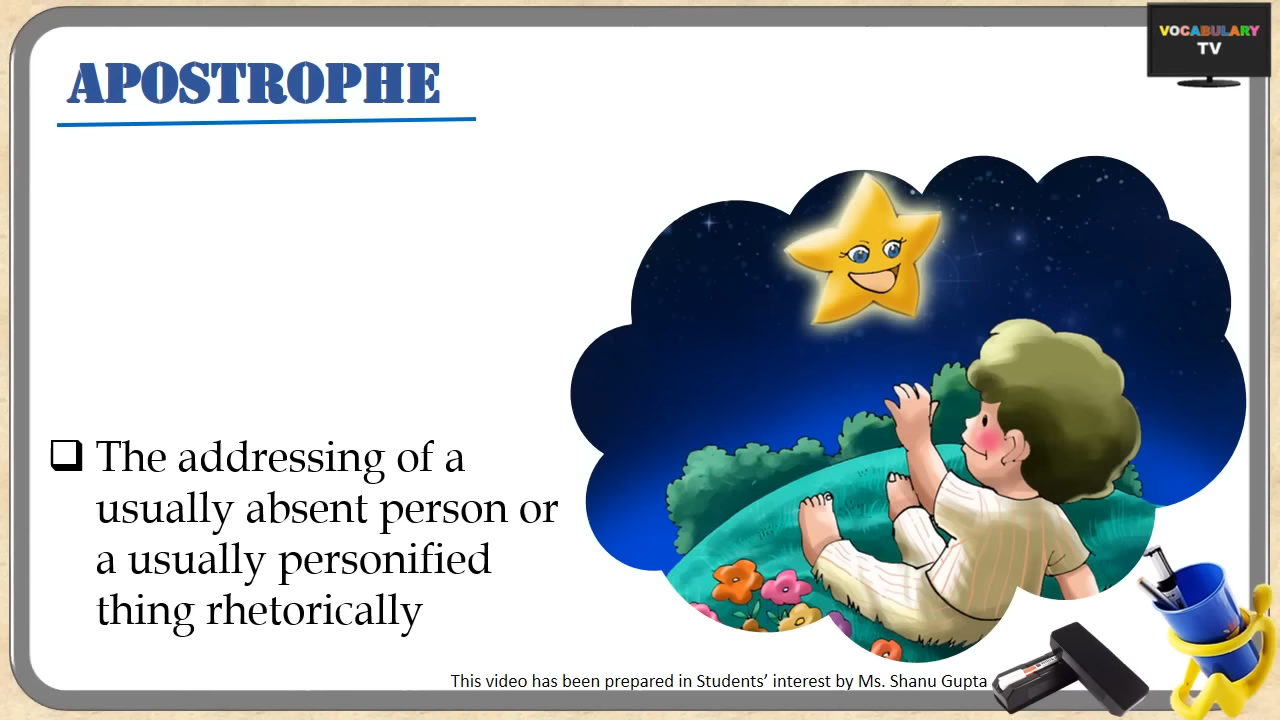 VOCABULARY
TV
APOSTROPHE
❑ The addressing of a
usually absent person or
a usually personified
thing rhetorically
This video has been prepared in Students’ interest by Ms. Shanu Gupta